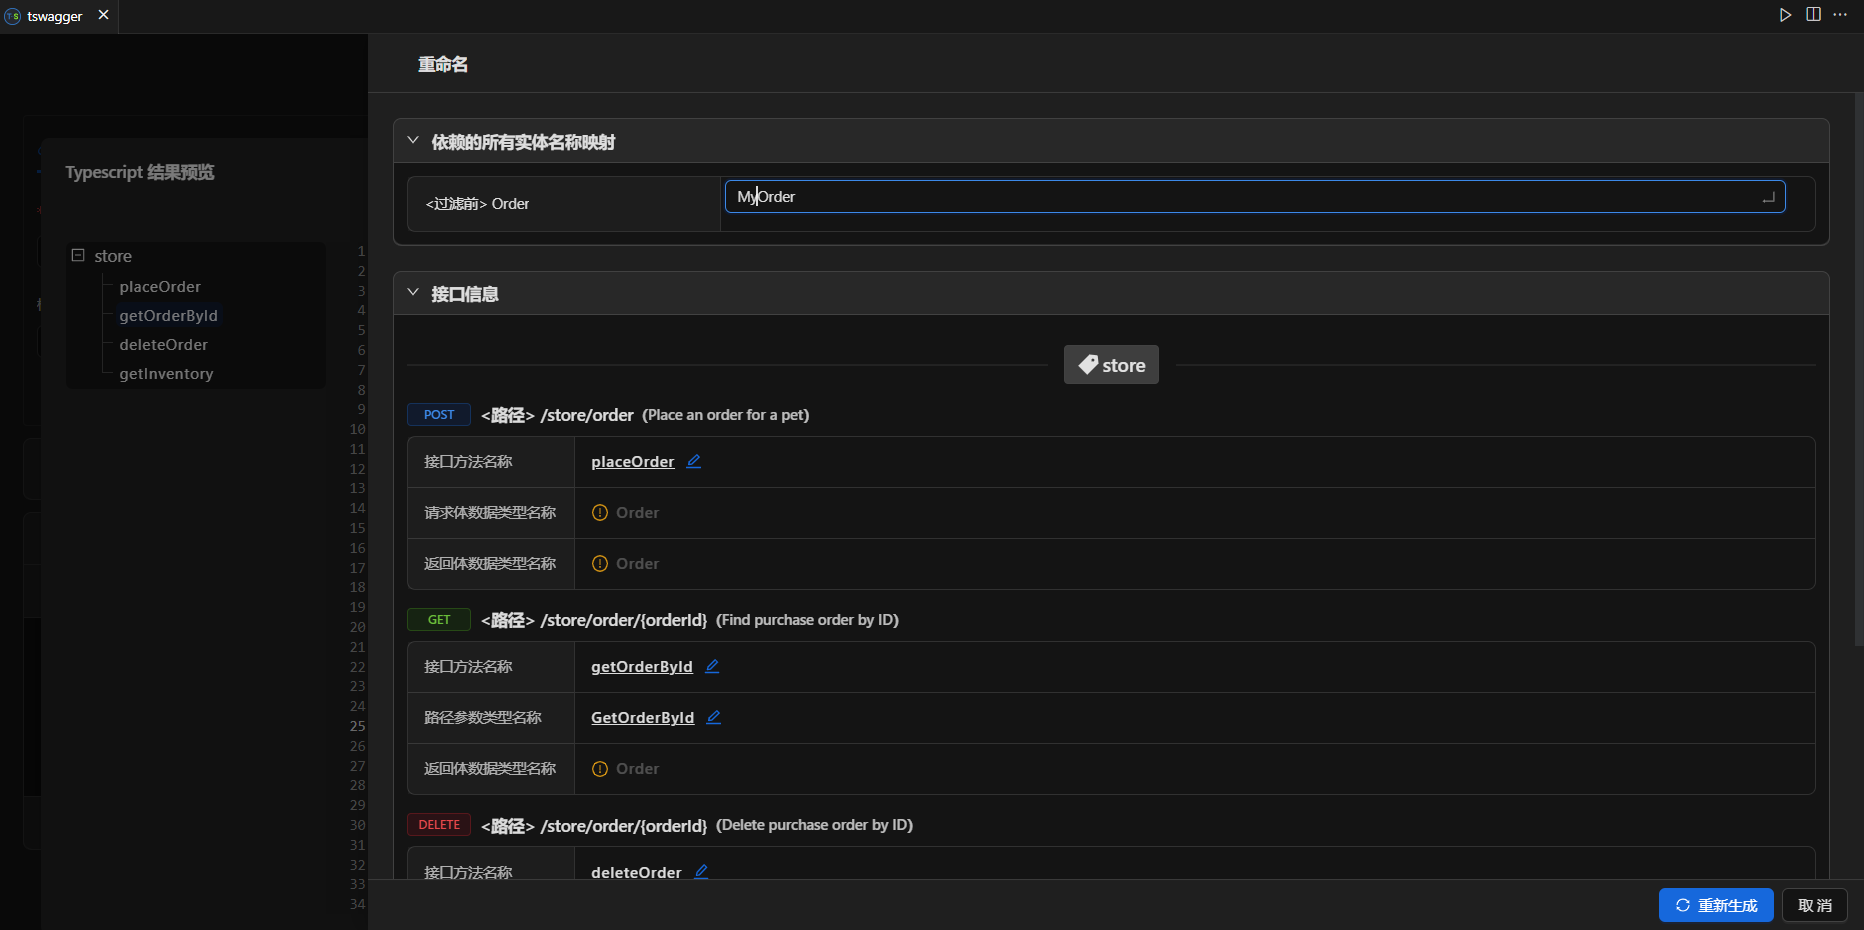 TS tswagger
重命名
Typescript 结果预览
store
placeOrder
getOrderById
deleteOrder
getInventory
1
2
3
4
5
6
7
8
9
10
11
12
13
14
15
16
17
18
19
20
21
22
23
24
25
26
27
28
29
30
31
32
33
34
依赖的所有实体名称映射
<过滤前> Order
MyOrder
接口信息
store
POST <路径> /store/order (Place an order for a pet)
接口方法名称 placeOrder
请求体数据类型名称 Order
返回体数据类型名称 Order
GET <路径> /store/order/{orderId} (Find purchase order by ID)
接口方法名称 getOrderById
路径参数类型名称 GetOrderById
返回体数据类型名称 Order
DELETE <路径> /store/order/{orderId} (Delete purchase order by ID)
接口方法名称 deleteOrder
重新生成 取 消